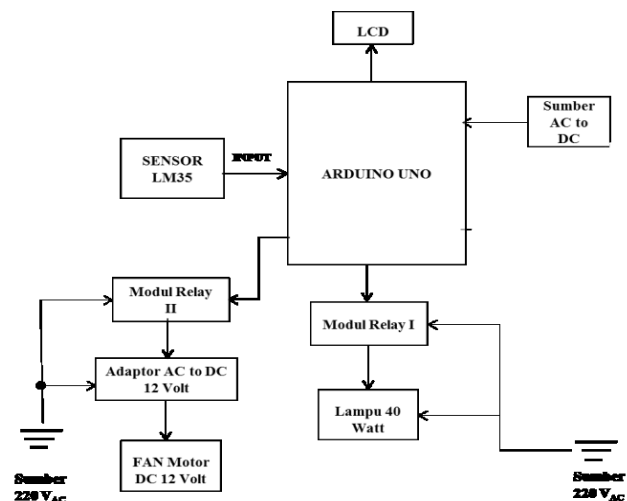 LCD
Sumber
AC to
DC
SENSOR
LM35
INPUT
ARDUINO UNO
Modul Relay
II
Modul Relay I
Adaptor AC to DC
12 Volt
Lampu 40
Watt
FAN Motor
DC 12 Volt
Sumber
220 VAC
Sumber
220 VAC